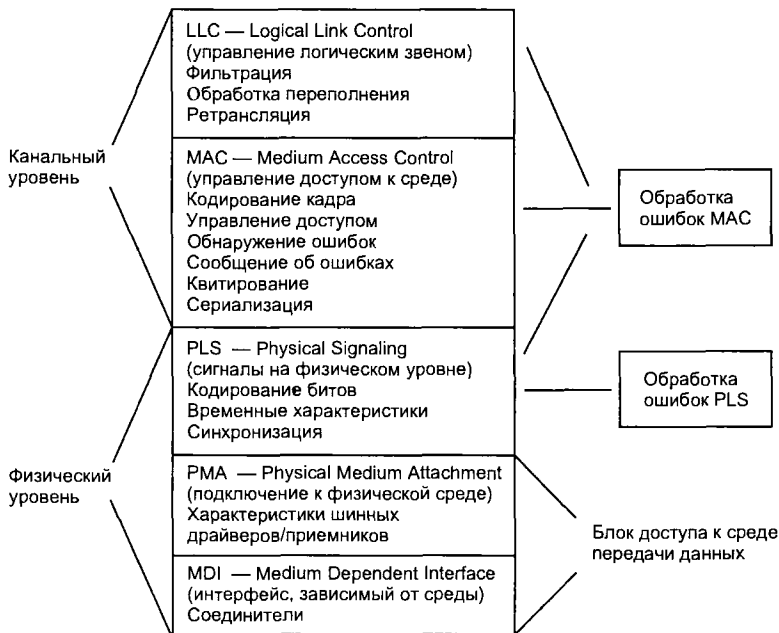 LLC — Logical Link Control
(управление логическим звеном)
Фильтрация
Обработка переполнения
Ретрансляция
Канальный
уровень
MAC — Medium Access Control
(управление доступом к среде)
Кодирование кадра
Управление доступом
Обнаружение ошибок
Сообщение об ошибках
Квитирование
Сериализация
Обработка
ошибок MAC
PLS — Physical Signaling
(сигналы на физическом уровне)
Кодирование битов
Временные характеристики
Синхронизация
Обработка
ошибок PLS
Физический
уровень
PMA — Physical Medium Attachment
(подключение к физической среде)
Характеристики шинных
драйверов/приемников
Блок доступа к среде
передачи данных
MDI — Medium Dependent Interface
(интерфейс, зависимый от среды)
Соединители